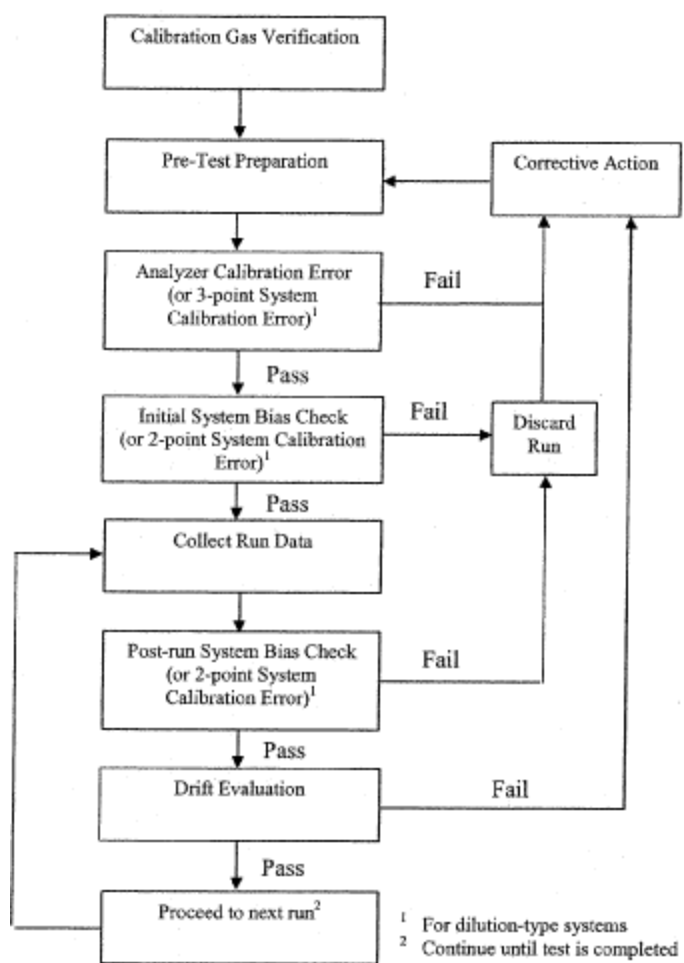 Calibration Gas Verification
Pre-Test Preparation
Corrective Action
Analyzer Calibration Error
(or 3-point System
Calibration Error)¹
Fail
Pass
Initial System Bias Check
(or 2-point System Calibration
Error)¹
Fail
Discard
Run
Pass
Collect Run Data
Post-run System Bias Check
(or 2-point System
Calibration Error)¹
Fail
Pass
Drift Evaluation
Fail
Pass
Proceed to next run²
¹ For dilution-type systems
² Continue until test is completed